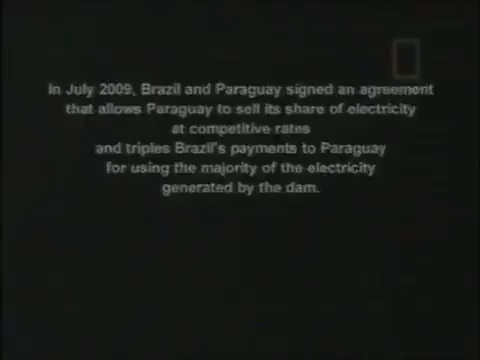 In July 2009, Brazil and Paraguay signed an agreement
that allows Paraguay to sell its share of electricity
at competitive rates
and triples Brazil's payments to Paraguay
for using the majority of the electricity
generated by the dam.